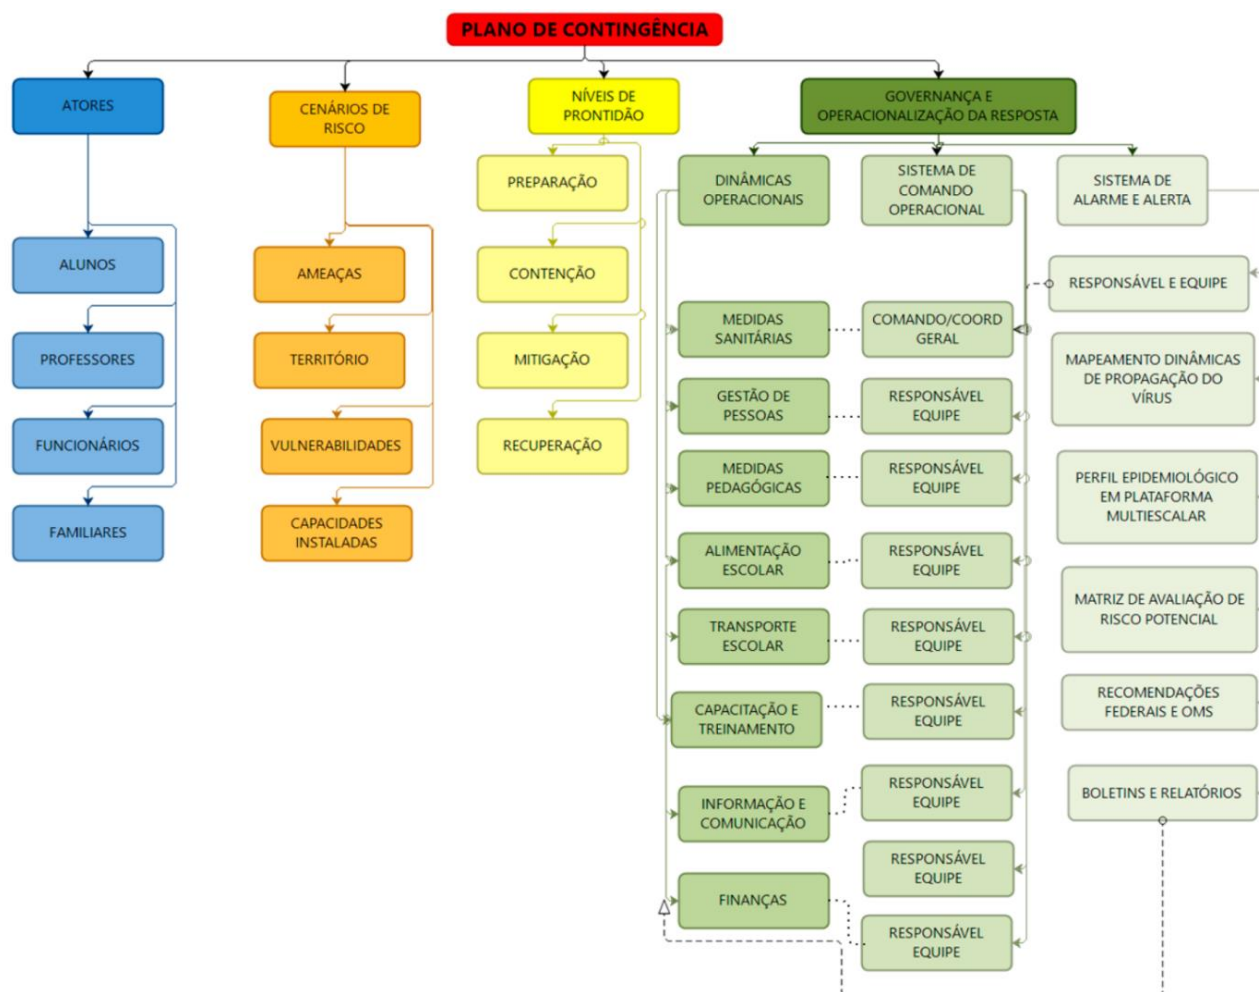 PLANO DE CONTINGÊNCIA
ATORES
CENÁRIOS DE
RISCO
NÍVEIS DE
PRONTIDÃO
GOVERNANÇA E
OPERACIONALIZAÇÃO DA RESPOSTA
ALUNOS
PROFESSORES
FUNCIONÁRIOS
FAMILIARES
AMEAÇAS
TERRITÓRIO
VULNERABILIDADES
CAPACIDADES
INSTALADAS
PREPARAÇÃO
CONTENÇÃO
MITIGAÇÃO
RECUPERAÇÃO
DINÂMICAS
OPERACIONAIS
MEDIDAS
SANITÁRIAS
GESTÃO DE
PESSOAS
MEDIDAS
PEDAGÓGICAS
ALIMENTAÇÃO
ESCOLAR
TRANSPORTE
ESCOLAR
CAPACITAÇÃO E
TREINAMENTO
INFORMAÇÃO E
COMUNICAÇÃO
FINANÇAS
SISTEMA DE
COMANDO
OPERACIONAL
COMANDO/COORD
GERAL
RESPONSÁVEL
EQUIPE
RESPONSÁVEL
EQUIPE
RESPONSÁVEL
EQUIPE
RESPONSÁVEL
EQUIPE
RESPONSÁVEL
EQUIPE
RESPONSÁVEL
EQUIPE
RESPONSÁVEL
EQUIPE
RESPONSÁVEL
EQUIPE
SISTEMA DE
ALARME E ALERTA
RESPONSÁVEL E EQUIPE
MAPEAMENTO DINÂMICAS
DE PROPAGAÇÃO DO
VÍRUS
PERFIL EPIDEMIOLÓGICO
EM PLATAFORMA
MULTIESCALAR
MATRIZ DE AVALIAÇÃO DE
RISCO POTENCIAL
RECOMENDAÇÕES
FEDERAIS E OMS
BOLETINS E RELATÓRIOS